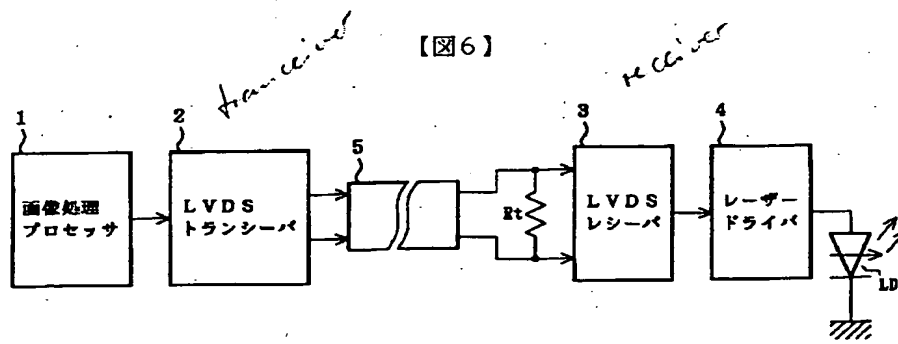 tranceiver
【図6】
receiver
1
2
3
4
5
画像処理
プロセッサ
LVDS
トランシーバ
Rt
LVDS
レシーバ
レーザー
ドライバ
LD